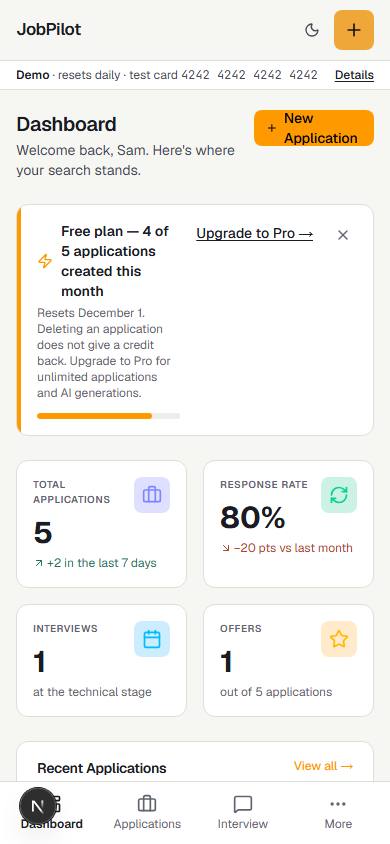 JobPilot
Demo · resets daily · test card 4242 4242 4242 4242 Details
Dashboard
+ New Application
Welcome back, Sam. Here's where
your search stands.
Free plan — 4 of
5 applications
created this
month
Upgrade to Pro →
Resets December 1.
Deleting an application
does not give a credit
back. Upgrade to Pro for
unlimited applications
and AI generations.
TOTAL
APPLICATIONS
5
+2 in the last 7 days
RESPONSE RATE
80%
−20 pts vs last month
INTERVIEWS
1
at the technical stage
OFFERS
1
out of 5 applications
Recent Applications
View all →
N
Dashboard
Applications
Interview
More